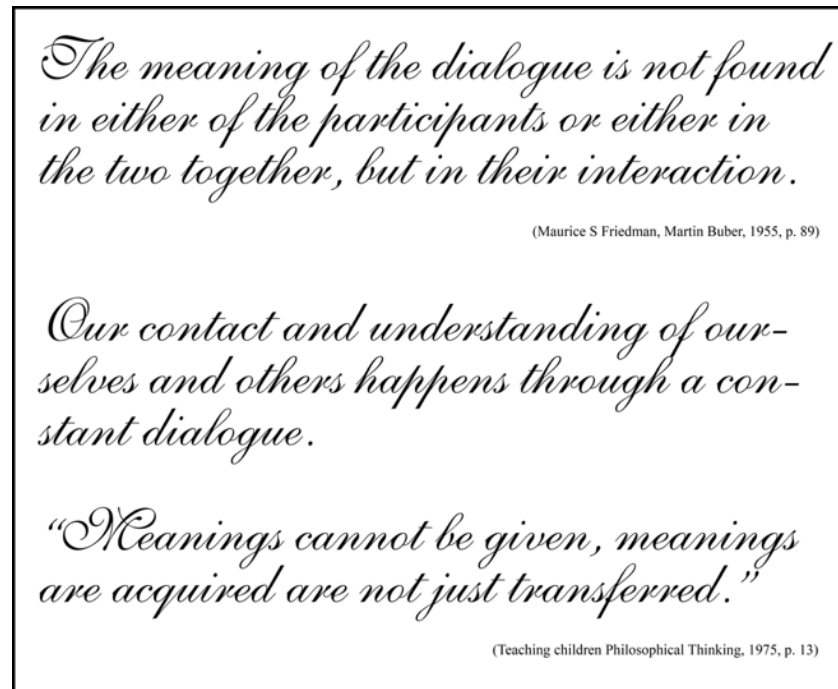 The meaning of the dialogue is not found
in either of the participants or either in
the two together, but in their interaction.
(Maurice S Friedman, Martin Buber, 1955, p. 89)
Our contact and understanding of our-
selves and others happens through a con-
stant dialogue.
“Meanings cannot be given, meanings
are acquired are not just transferred.”
(Teaching children Philosophical Thinking, 1975, p. 13)